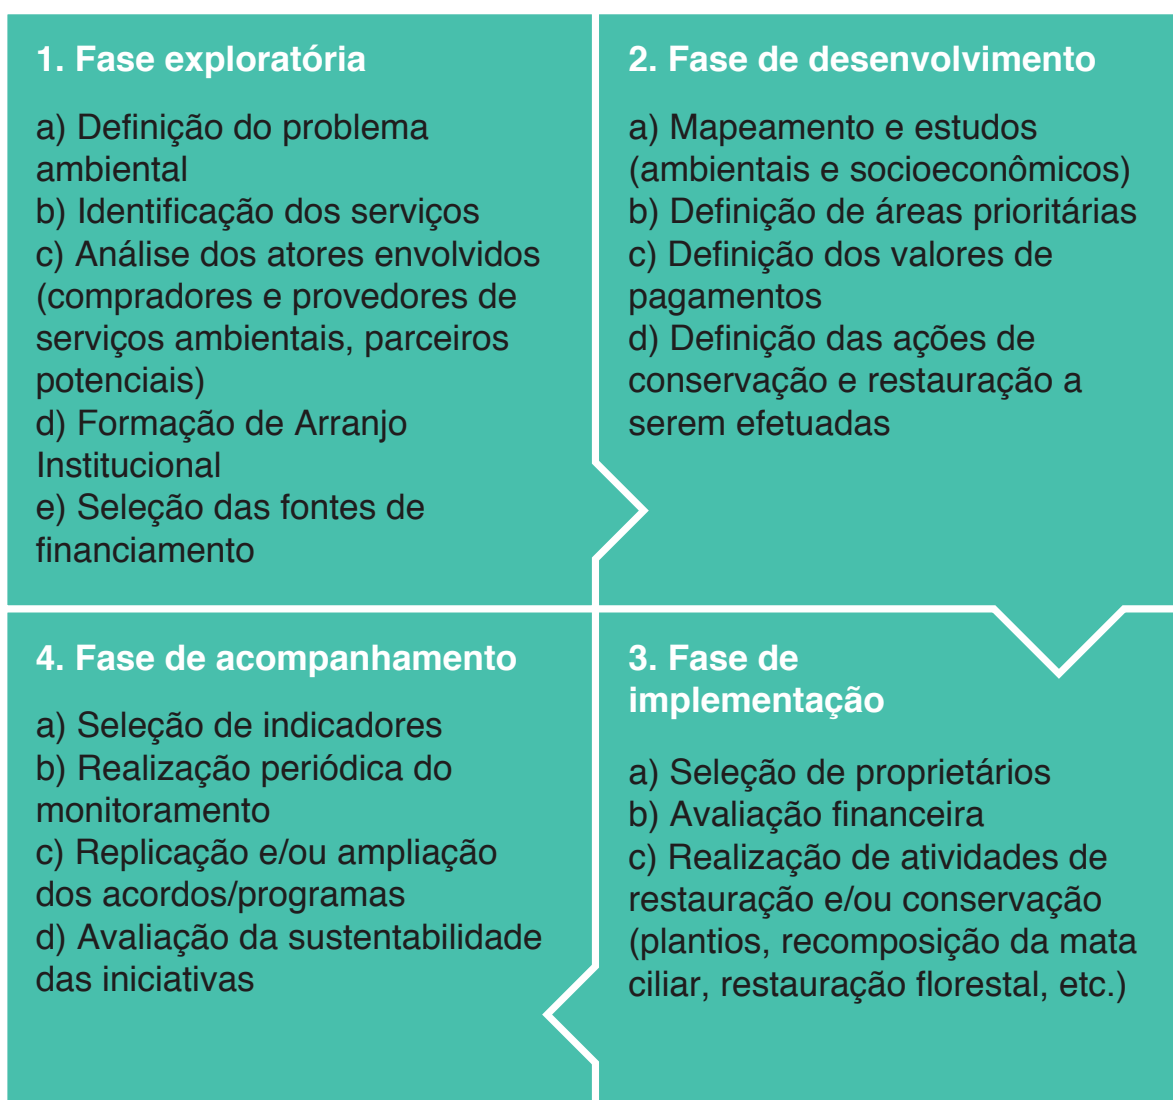 1. Fase exploratória
a) Definição do problema
ambiental
b) Identificação dos serviços
c) Análise dos atores envolvidos
(compradores e provedores de
serviços ambientais, parceiros
potenciais)
d) Formação de Arranjo
Institucional
e) Seleção das fontes de
financiamento
2. Fase de desenvolvimento
a) Mapeamento e estudos
(ambientais e socioeconômicos)
b) Definição de áreas prioritárias
c) Definição dos valores de
pagamentos
d) Definição das ações de
conservação e restauração a
serem efetuadas
3. Fase de
implementação
a) Seleção de proprietários
b) Avaliação financeira
c) Realização de atividades de
restauração e/ou conservação
(plantios, recomposição da mata
ciliar, restauração florestal, etc.)
4. Fase de acompanhamento
a) Seleção de indicadores
b) Realização periódica do
monitoramento
c) Replicação e/ou ampliação
dos acordos/programas
d) Avaliação da sustentabilidade
das iniciativas